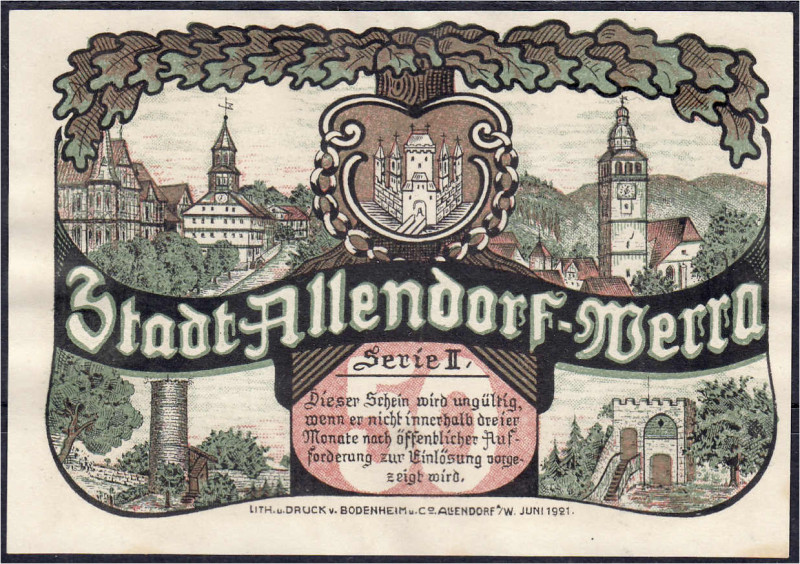 Stadt Allendorf-Werra
Serie II.
50
Dieser Schein wird ungültig,
wenn er nicht innerhalb dreier
Monate nach öffentlicher Auf-
forderung zur Einlösung vorge-
zeigt wird.
LITH. u. DRUCK v. BODENHEIM u. CO. ALLENDORF A/W. JUNI 1921.